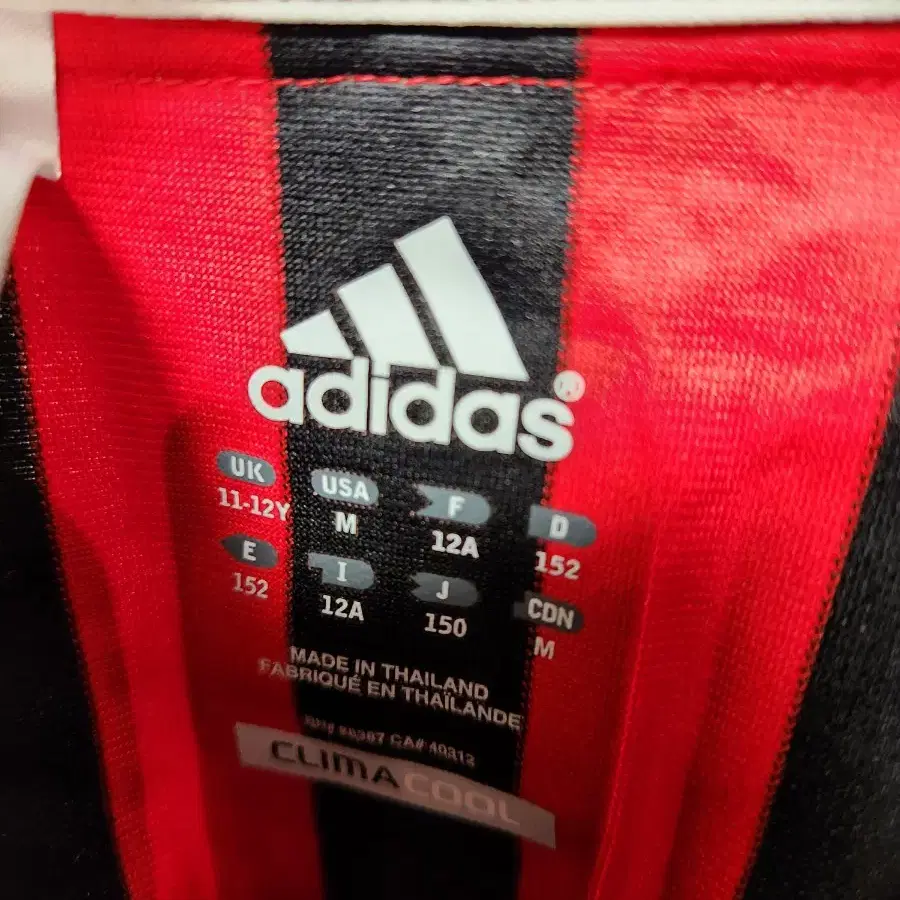 adidas®
UK USA F D
11-12Y M 12A 152
E I J CDN
152 12A 150 M
MADE IN THAILAND
FABRIQUÉ EN THAÏLANDE
CA# 40312
CLIMACOOL